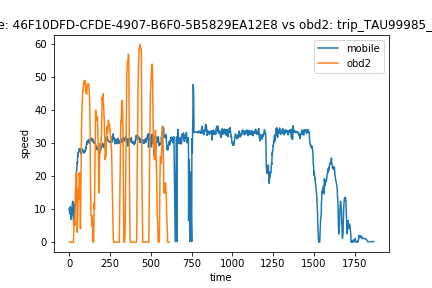 e: 46F10DFD-CFDE-4907-B6F0-5B5829EA12E8 vs obd2: trip_TAU99985_
mobile
obd2
60
50
40
30
20
10
0
speed
0 250 500 750 1000 1250 1500 1750
time